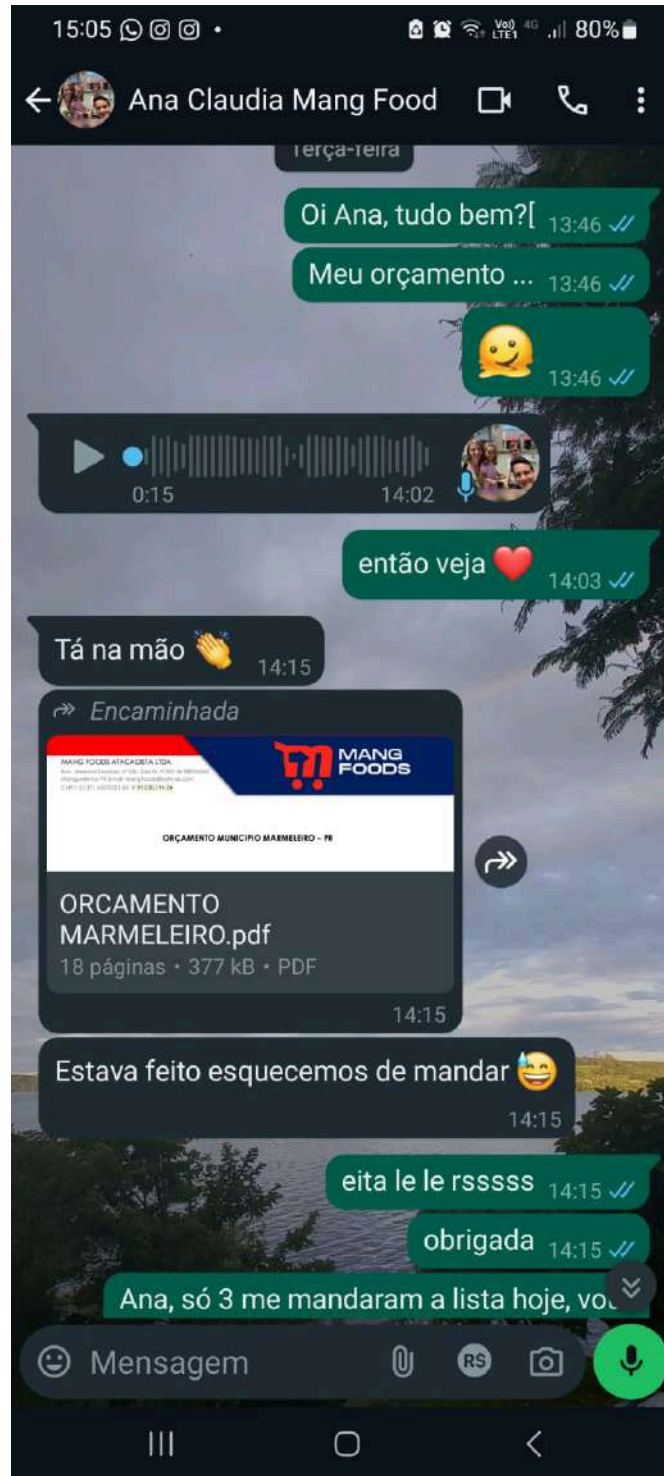 15:05
Vo)) 4G 80%
LTE1
Ana Claudia Mang Food
Terça-feira
Oi Ana, tudo bem?[ 13:46
Meu orçamento ... 13:46
13:46
0:15 14:02
então veja 14:03
Tá na mão 14:15
Encaminhada
MANG FOODS ATACADISTA LTDA
MANG
FOODS
ORÇAMENTO MUNICIPIO MARMELEIRO – PR
ORCAMENTO
MARMELEIRO.pdf
18 páginas • 377 kB • PDF
14:15
Estava feito esquecemos de mandar
14:15
eita le le rsssss 14:15
obrigada 14:15
Ana, só 3 me mandaram a lista hoje, vou
Mensagem
RS